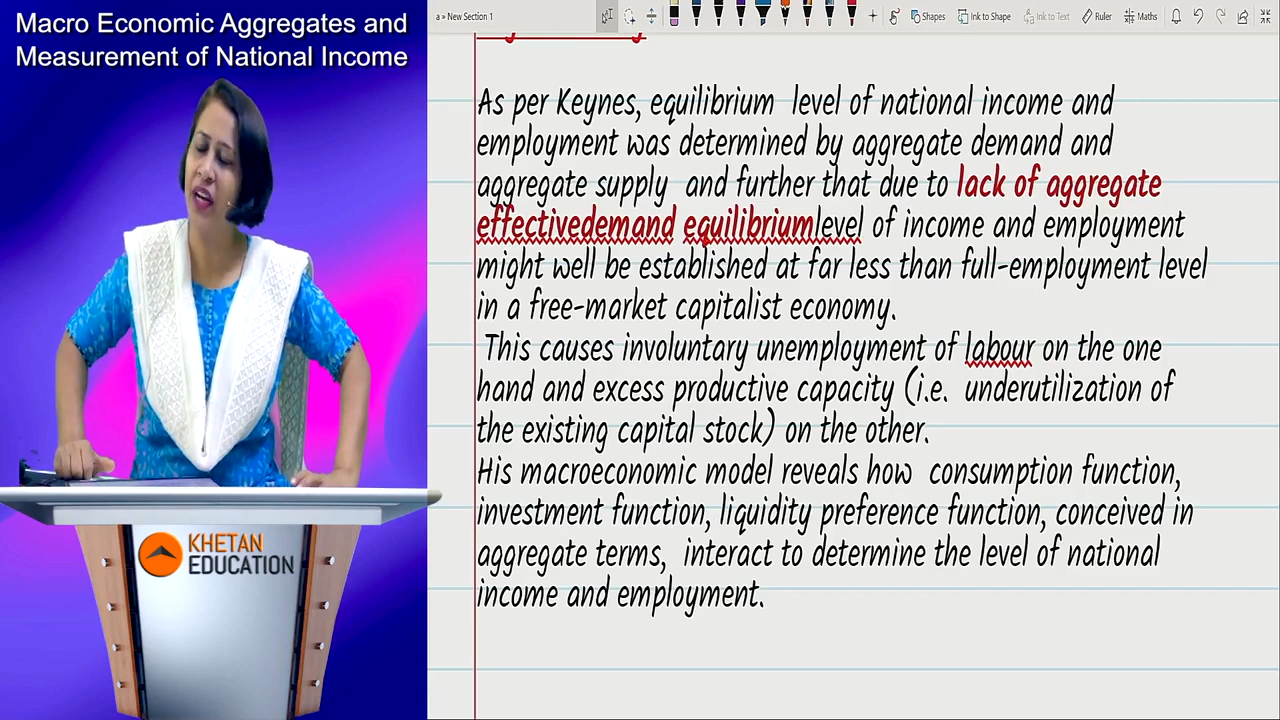 Macro Economic Aggregates and
Measurement of National Income
a » New Section 1
Shapes
Ink to Shape
Ink to Text
Ruler
Maths
As per Keynes, equilibrium level of national income and
employment was determined by aggregate demand and
aggregate supply and further that due to lack of aggregate
effectivedemand equilibriumlevel of income and employment
might well be established at far less than full-employment level
in a free-market capitalist economy.
This causes involuntary unemployment of labour on the one
hand and excess productive capacity (i.e. underutilization of
the existing capital stock) on the other.
His macroeconomic model reveals how consumption function,
investment function, liquidity preference function, conceived in
aggregate terms, interact to determine the level of national
income and employment.
KHETAN
EDUCATION